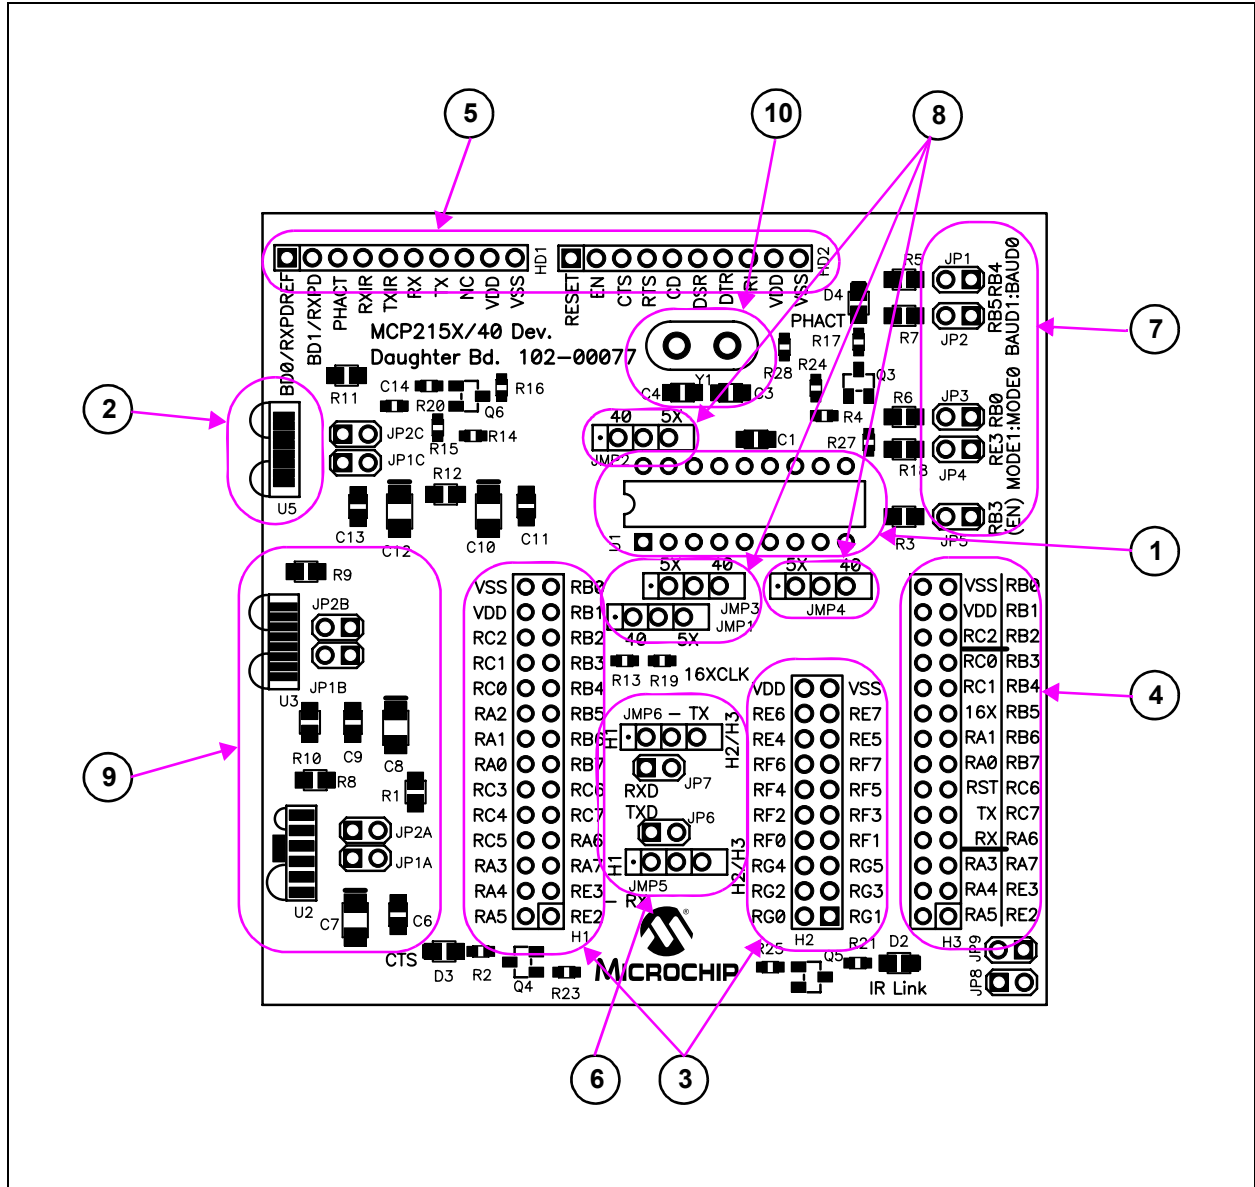 5
10
8
HD1
HD2
BD0/RXPDREF
BD1/RXPD
PHACT
RXIR
TXIR
RX
TX
NC
VDD
VSS
RESET
EN
CTS
RTS
CD
DSR
DTR
RI
VDD
VSS
MCP215X/40 Dev.
Daughter Bd. 102-00077
D4
PHACT
R5
JP1
R7
JP2
RB5RB4
BAUD1:BAUD0
7
R17
R28
R24
Q3
Y1
C4
C3
R4
R27
2
R11
C14
R20
R16
Q6
R15
R14
JP2C
JP1C
R12
U5
C13
C12
C10
C11
40 5X
JMP2
C1
R6
JP3
R18
JP4
RE3 RB0
MODE1:MODE0
R3
JP5
RB3
(EN)
U1
1
R9
JP2B
JP1B
U3
R10
C9
C8
R8
R1
JP2A
JP1A
U2
C7
C6
9
5X 40
JMP3
JMP1
40 5X
5X 40
JMP4
R13 R19 16XCLK
VSS RB0
VDD RB1
RC2 RB2
RC1 RB3
RC0 RB4
RA2 RB5
RA1 RB6
RA0 RB7
RC3 RC6
RC4 RC7
RC5 RA6
RA3 RA7
RA4 RE3
RA5 RE2
H1
JMP6 - TX
H1
H2/H3
JP7
RXD
TXD
JP6
H1
H2/H3
JMP5
- RX
VDD VSS
RE6 RE7
RE4 RE5
RF6 RF7
RF4 RF5
RF2 RF3
RF0 RF1
RG4 RG5
RG2 RG3
RG0 RG1
H2
VSS RB0
VDD RB1
RC2 RB2
RC0 RB3
RC1 RB4
16X RB5
RA1 RB6
RA0 RB7
RST RC6
TX RC7
RX RA6
RA3 RA7
RA4 RE3
RA5 RE2
H3
4
CTS
D3
R2
Q4
R23
MICROCHIP
®
R25
Q5
R21
D2
IR Link
JP9
JP8
6
3